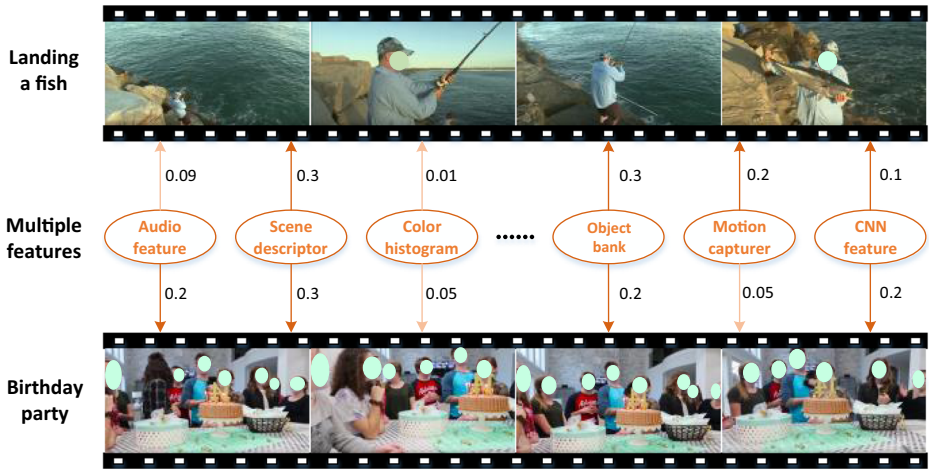 Landing
a fish
0.09
0.3
0.01
0.3
0.2
0.1
Multiple
features
Audio
feature
Scene
descriptor
Color
histogram
......
Object
bank
Motion
capturer
CNN
feature
0.2
0.3
0.05
0.2
0.05
0.2
Birthday
party